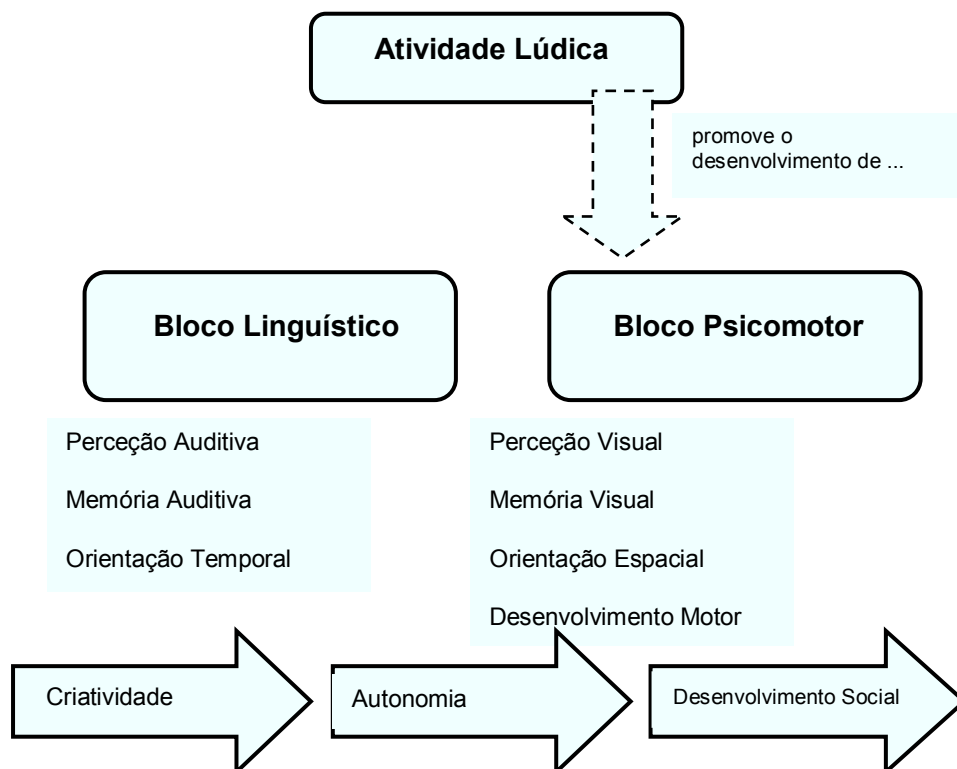 Atividade Lúdica
promove o
desenvolvimento de ...
Bloco Linguístico
Bloco Psicomotor
Perceção Auditiva
Memória Auditiva
Orientação Temporal
Perceção Visual
Memória Visual
Orientação Espacial
Desenvolvimento Motor
Criatividade
Autonomia
Desenvolvimento Social